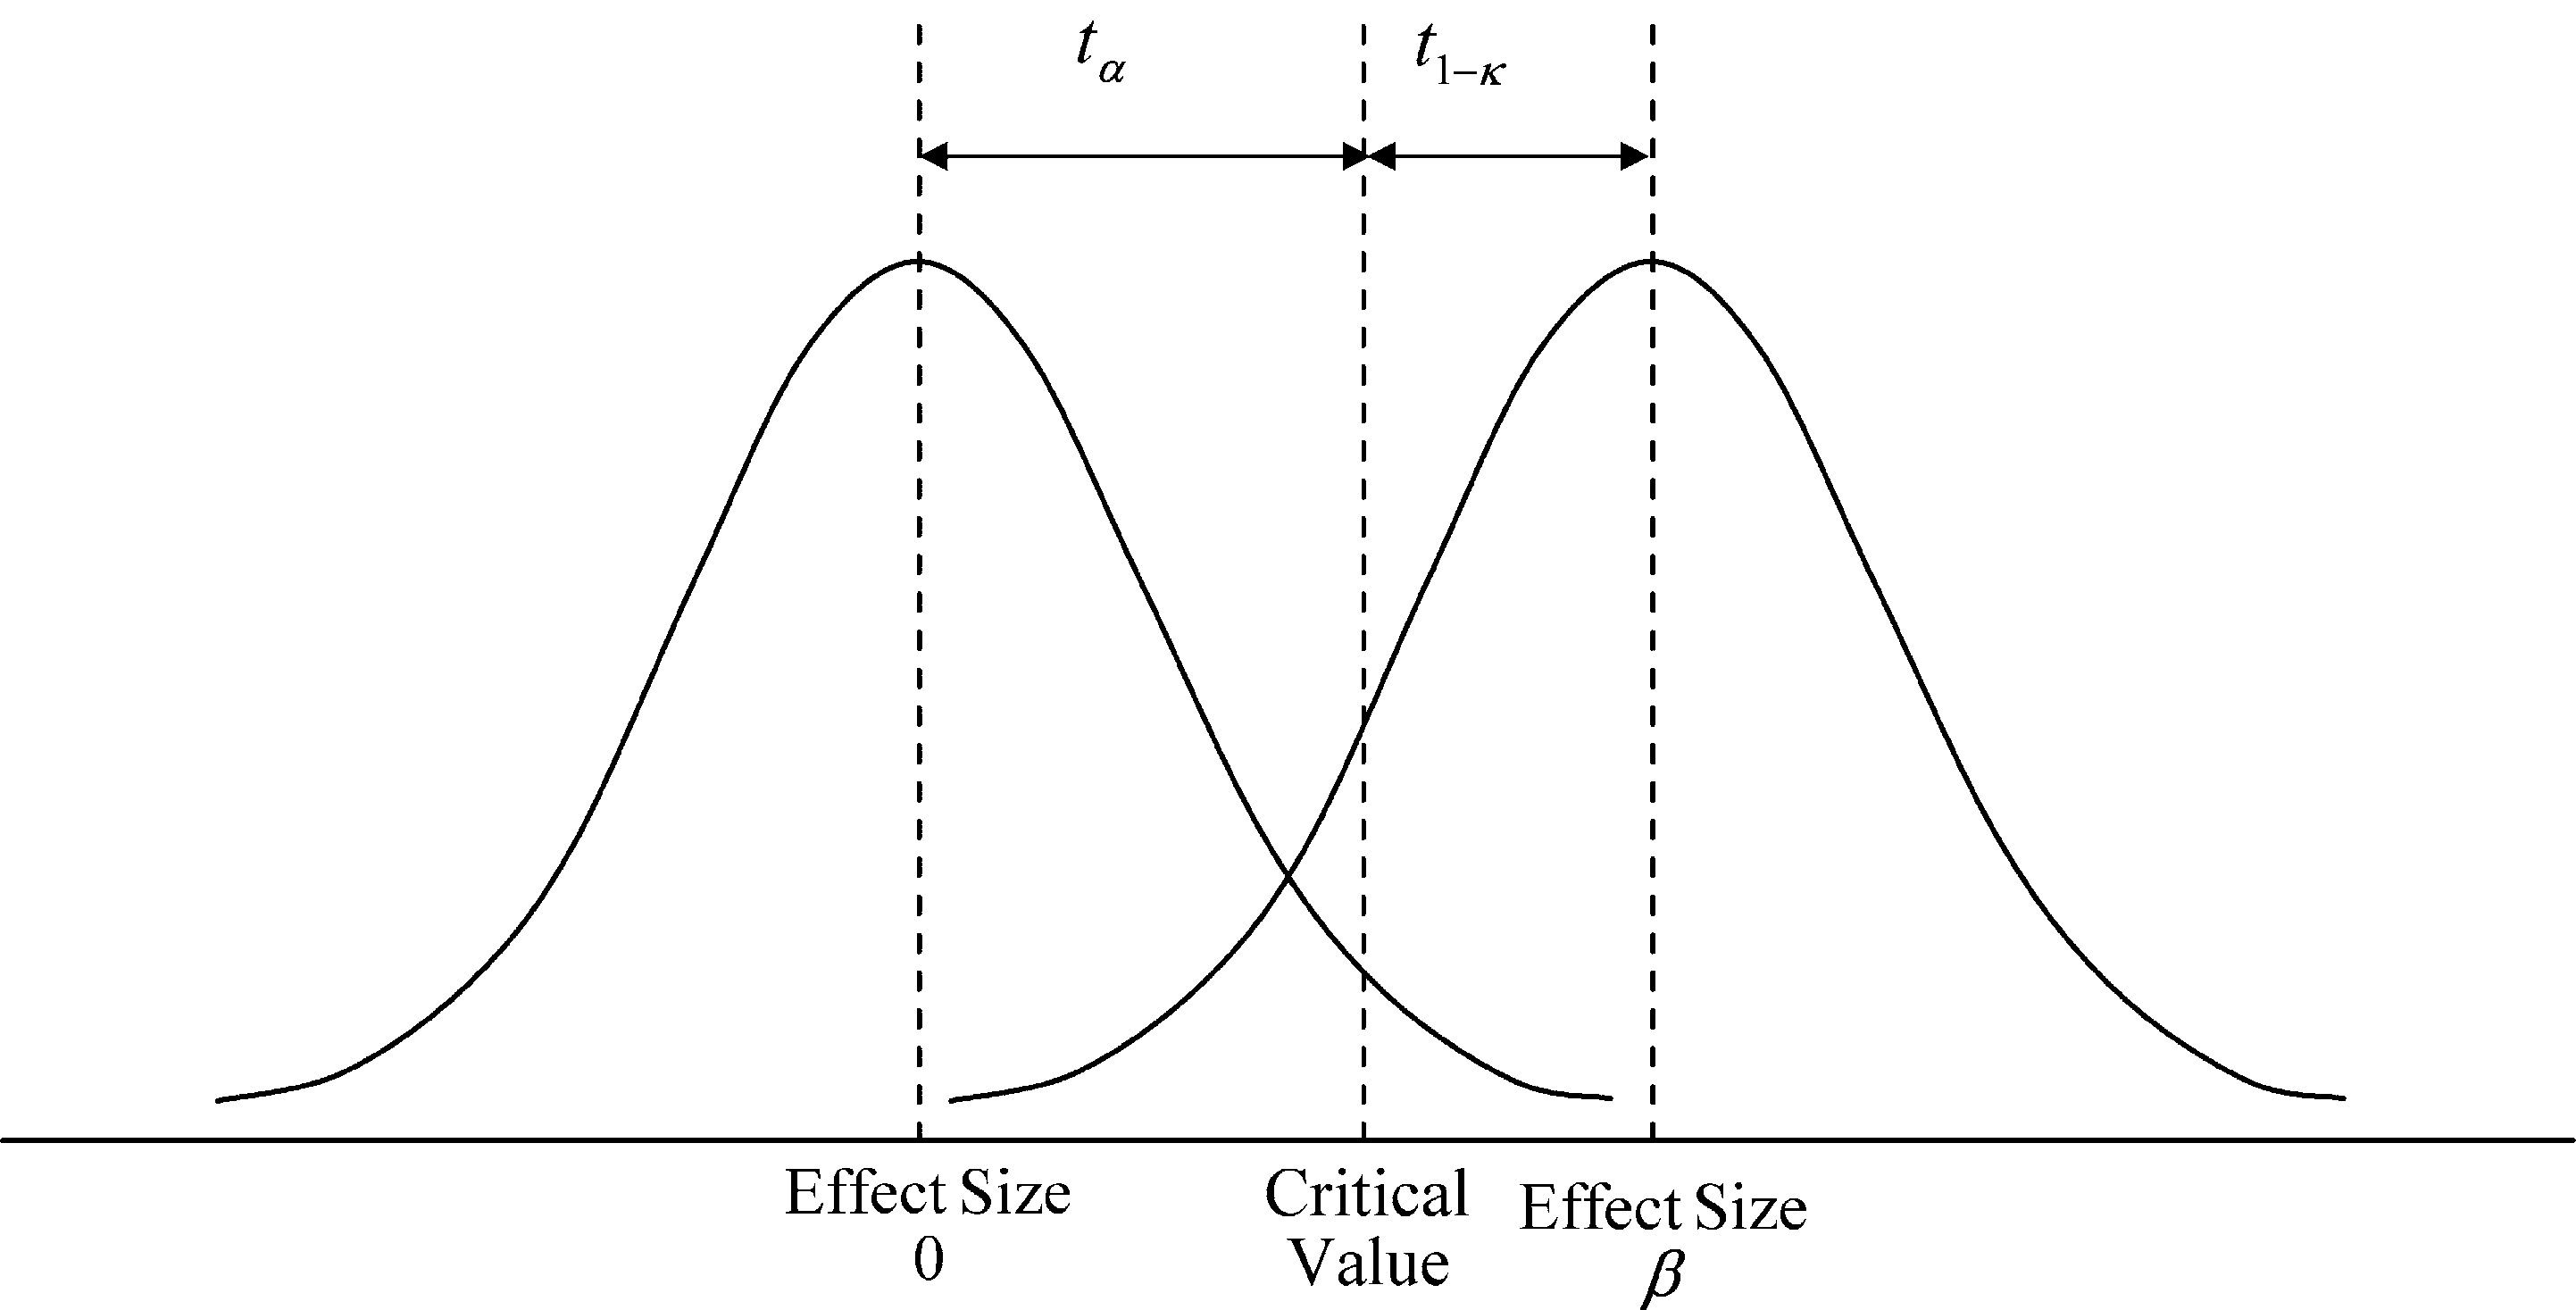 tα
t1−κ
Effect Size
0
Critical
Value
Effect Size
β